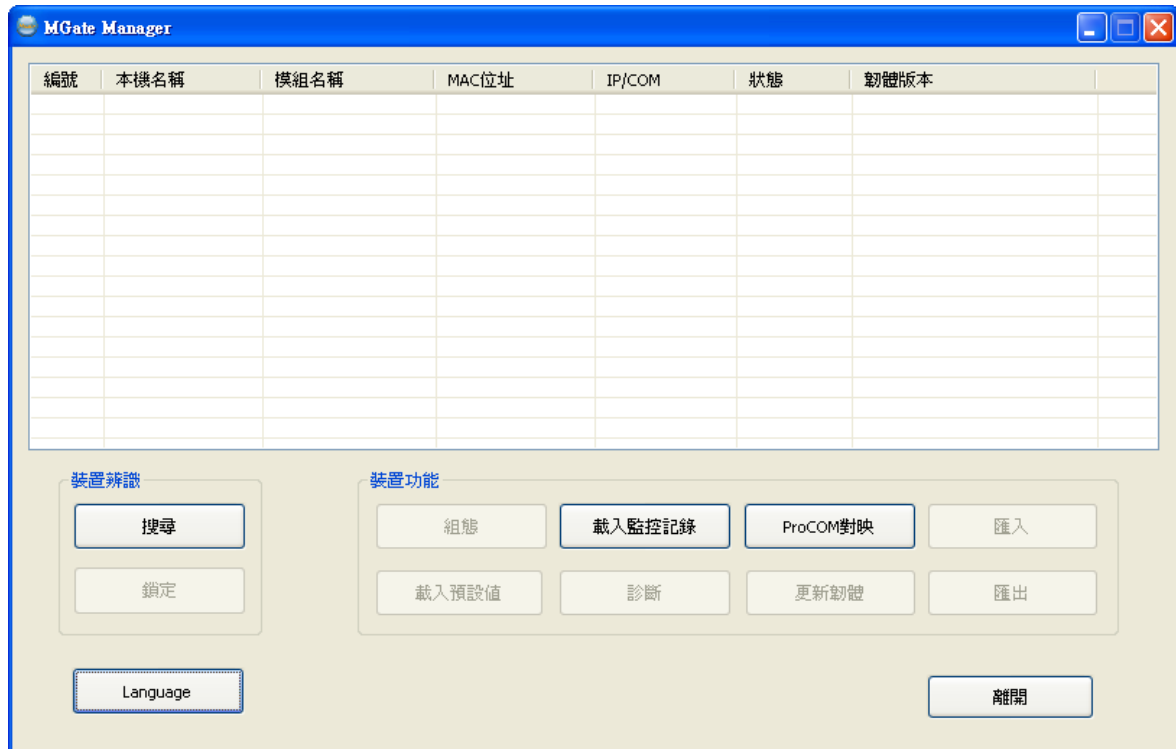 MGate Manager
編號 本機名稱 模組名稱 MAC位址 IP/COM 狀態 韌體版本
裝置辨識 裝置功能
搜尋 組態 載入監控記錄 ProCOM對映 匯入
鎖定 載入預設值 診斷 更新韌體 匯出
Language 離開